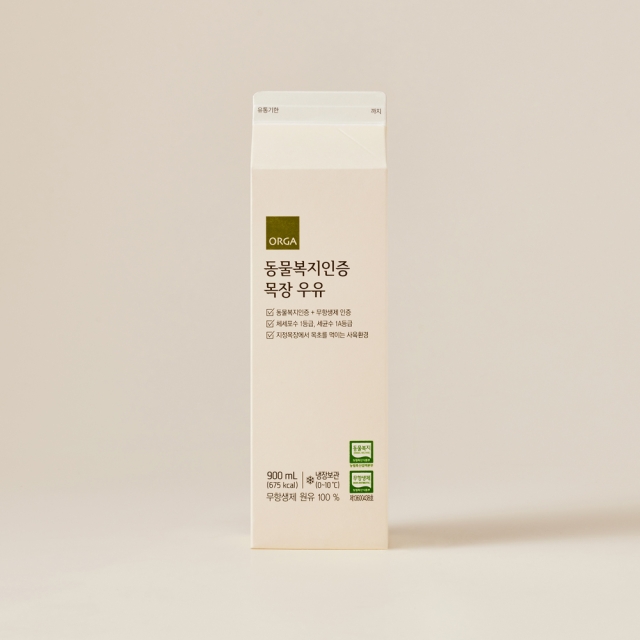 유통기한 까지
ORGA
동물복지인증
목장 우유
동물복지인증 + 무항생제 인증
체세포수 1등급, 세균수 1A등급
지정목장에서 목초를 먹이는 사육환경
900 mL
(675 kcal)
냉장보관
(0-10℃)
무항생제 원유 100 %
동물복지
무항생제